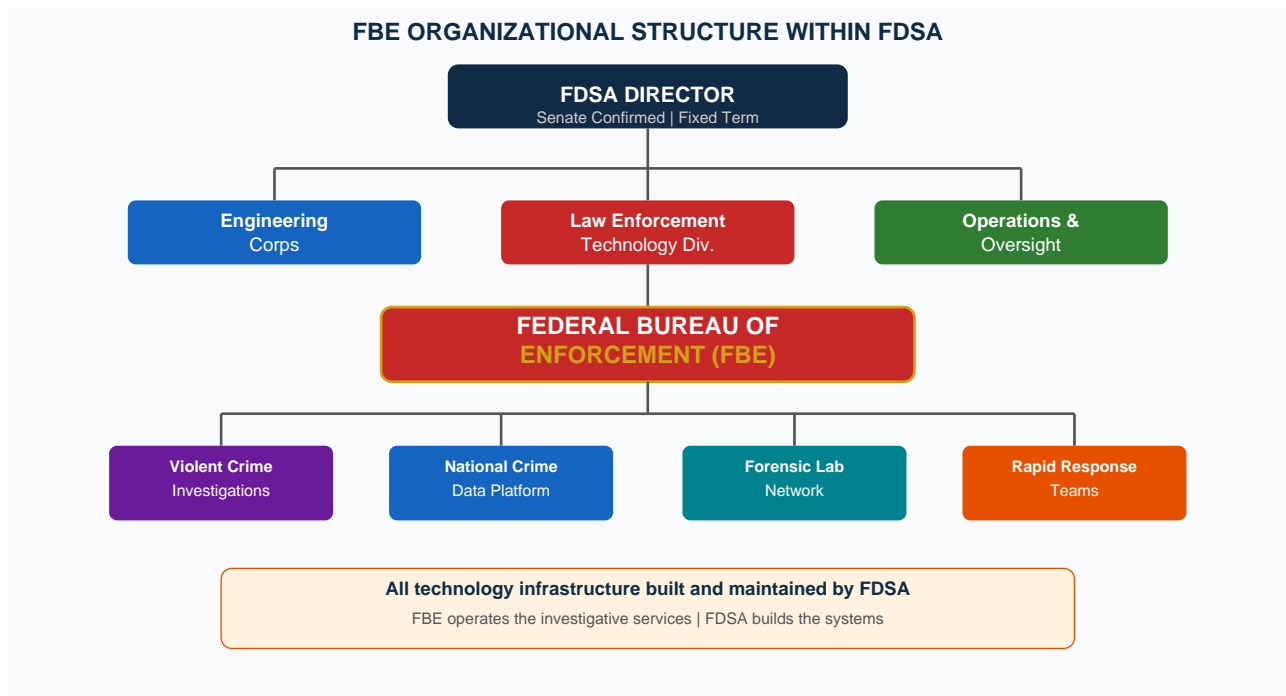 FBE ORGANIZATIONAL STRUCTURE WITHIN FDSA
FDSA DIRECTOR
Senate Confirmed | Fixed Term
Engineering
Corps
Law Enforcement
Technology Div.
Operations &
Oversight
FEDERAL BUREAU OF
ENFORCEMENT (FBE)
Violent Crime
Investigations
National Crime
Data Platform
Forensic Lab
Network
Rapid Response
Teams
All technology infrastructure built and maintained by FDSA
FBE operates the investigative services | FDSA builds the systems